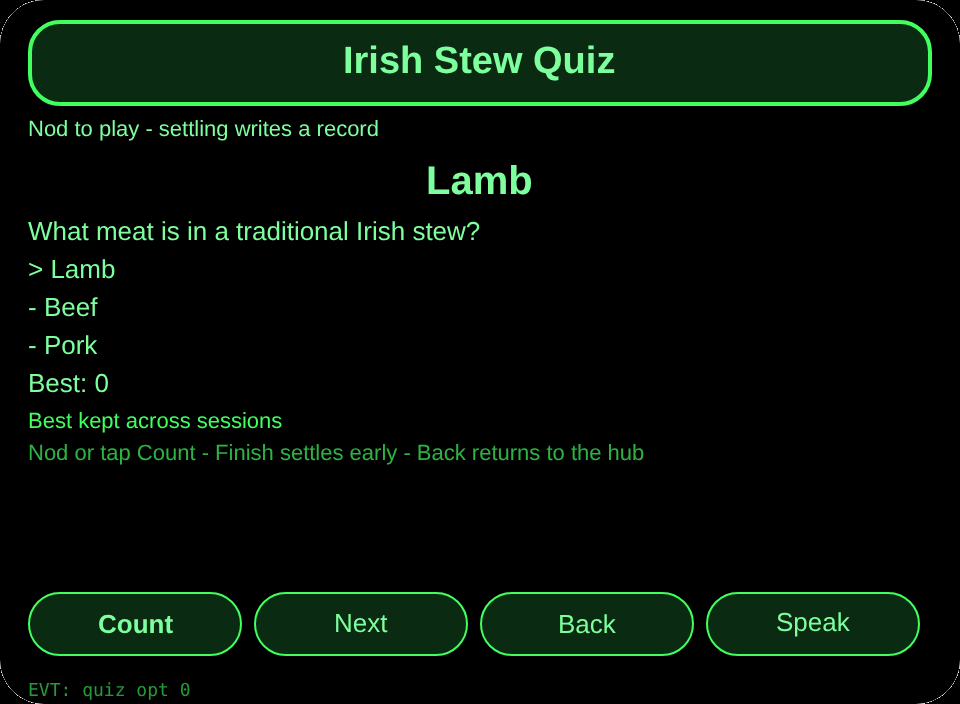 Irish Stew Quiz
Nod to play - settling writes a record
Lamb
What meat is in a traditional Irish stew?
> Lamb
- Beef
- Pork
Best: 0
Best kept across sessions
Nod or tap Count - Finish settles early - Back returns to the hub
Count Next Back Speak
EVT: quiz opt 0